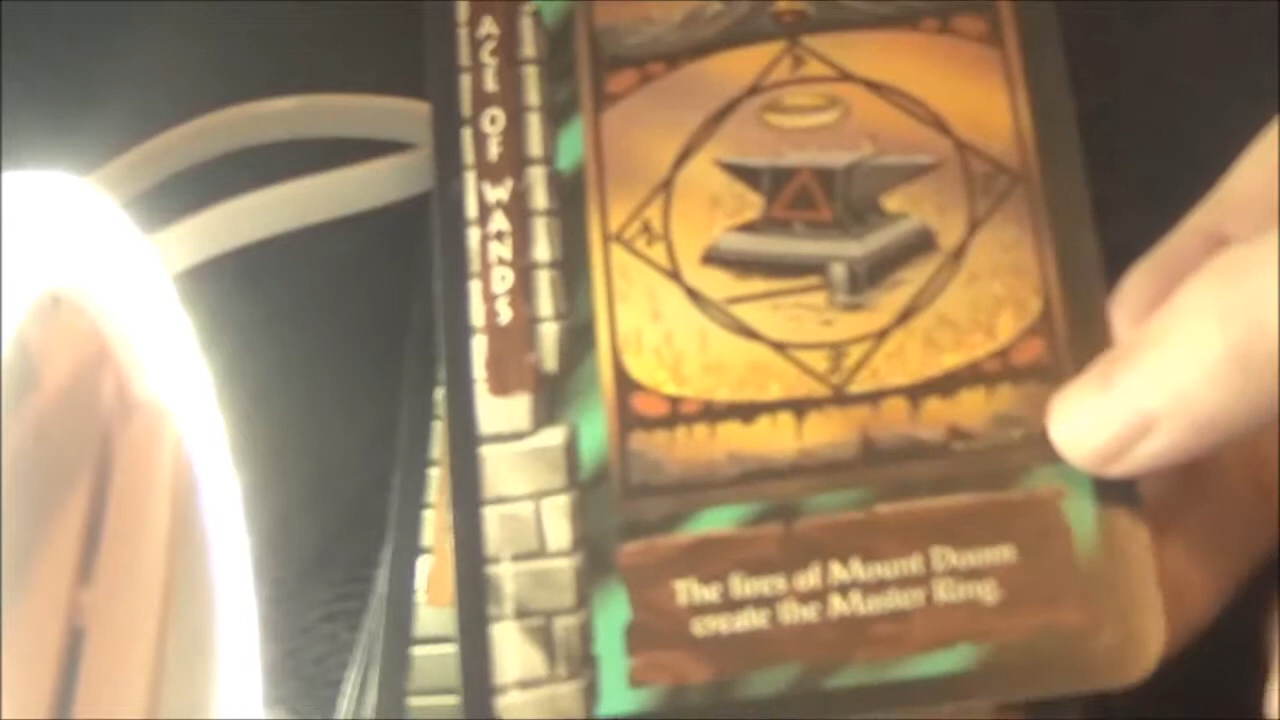 ACE OF WANDS
The fires of Mount Doom
create the Master Ring.